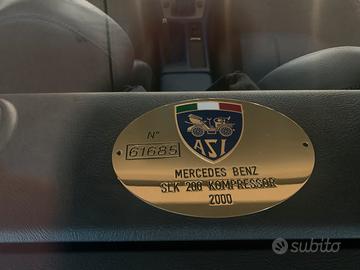 N°
61685
ASI
MERCEDES BENZ
SLK 200 KOMPRESSOR
2000
subito